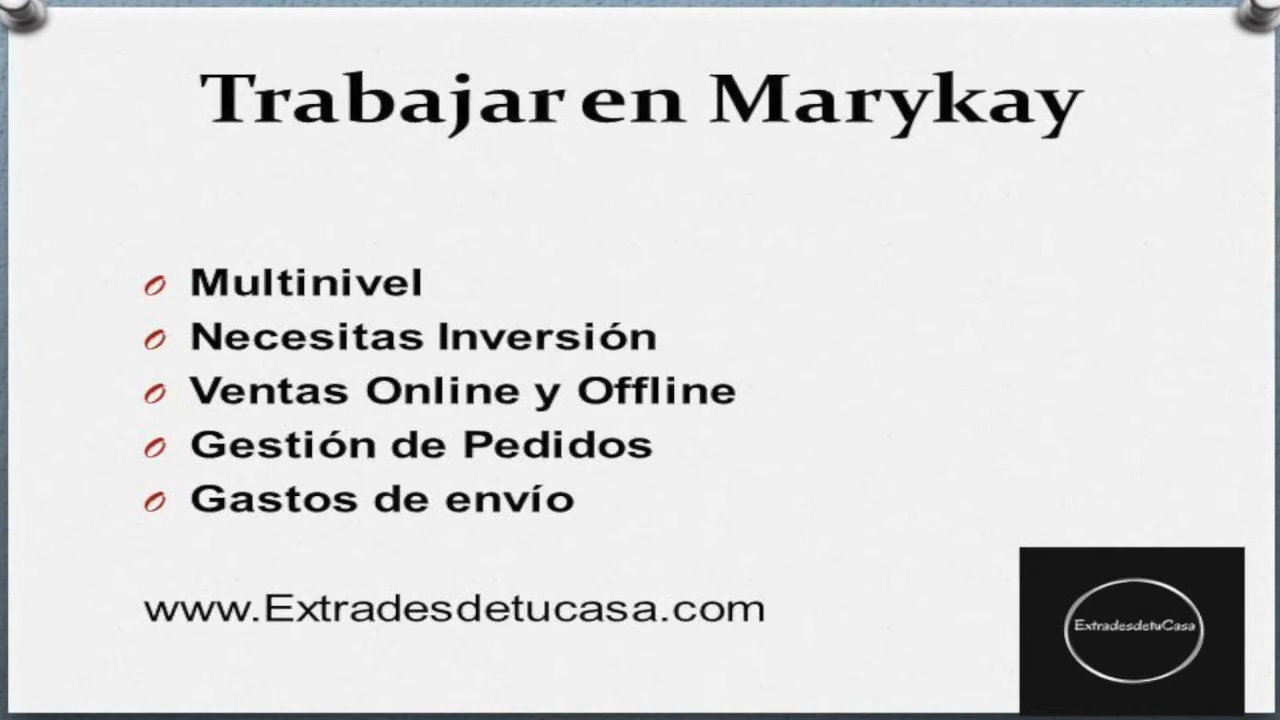 Trabajar en Marykay
Multinivel
Necesitas Inversión
Ventas Online y Offline
Gestión de Pedidos
Gastos de envío
www.Extradesdetucasa.com
ExtradesdetuCasa